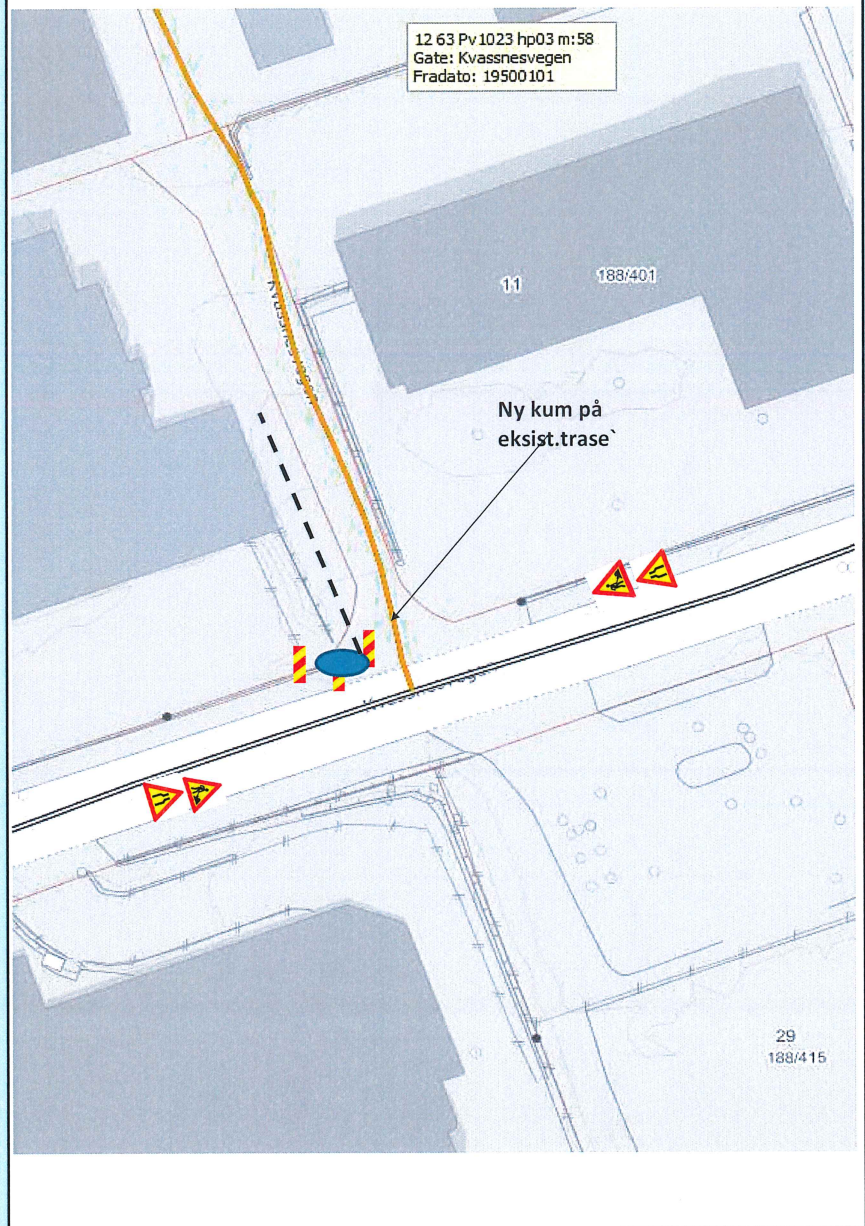 12 63 Pv1023 hp03 m:58
Gate: Kvassnesvegen
Fradato: 19500101
11
188/401
Kvassnesvegen
Ny kum på
eksist.trase`
29
188/415